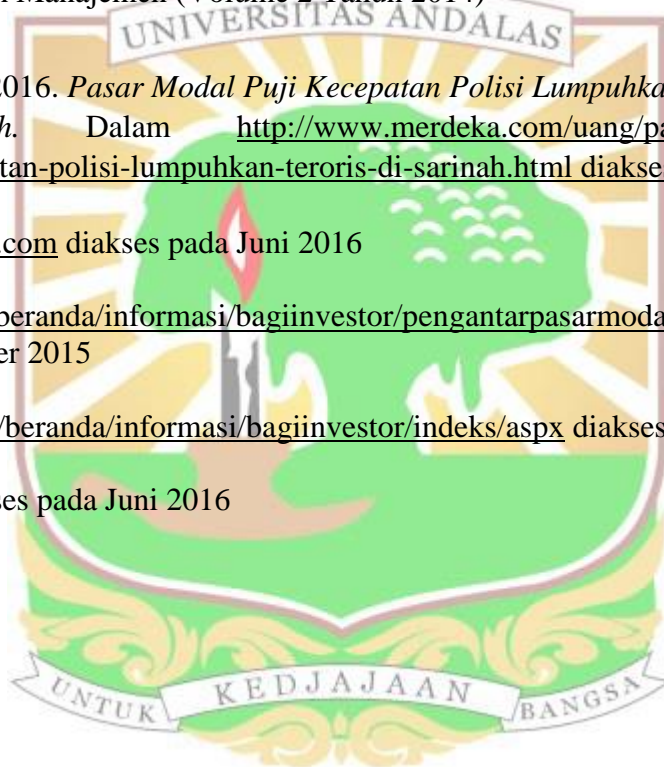 Manajemen (Volume 2 Tahun 2014)
UNIVERSITAS ANDALAS
2016. Pasar Modal Puji Kecepatan Polisi Lumpuhka
h. Dalam http://www.merdeka.com/uang/pa
tan-polisi-lumpuhkan-teroris-di-sarinah.html diakse
.com diakses pada Juni 2016
beranda/informasi/bagiinvestor/pengantarpasarmoda
er 2015
/beranda/informasi/bagiinvestor/indeks/aspx diakses
ses pada Juni 2016
UNTUK KEDJAJAAN BANGSA